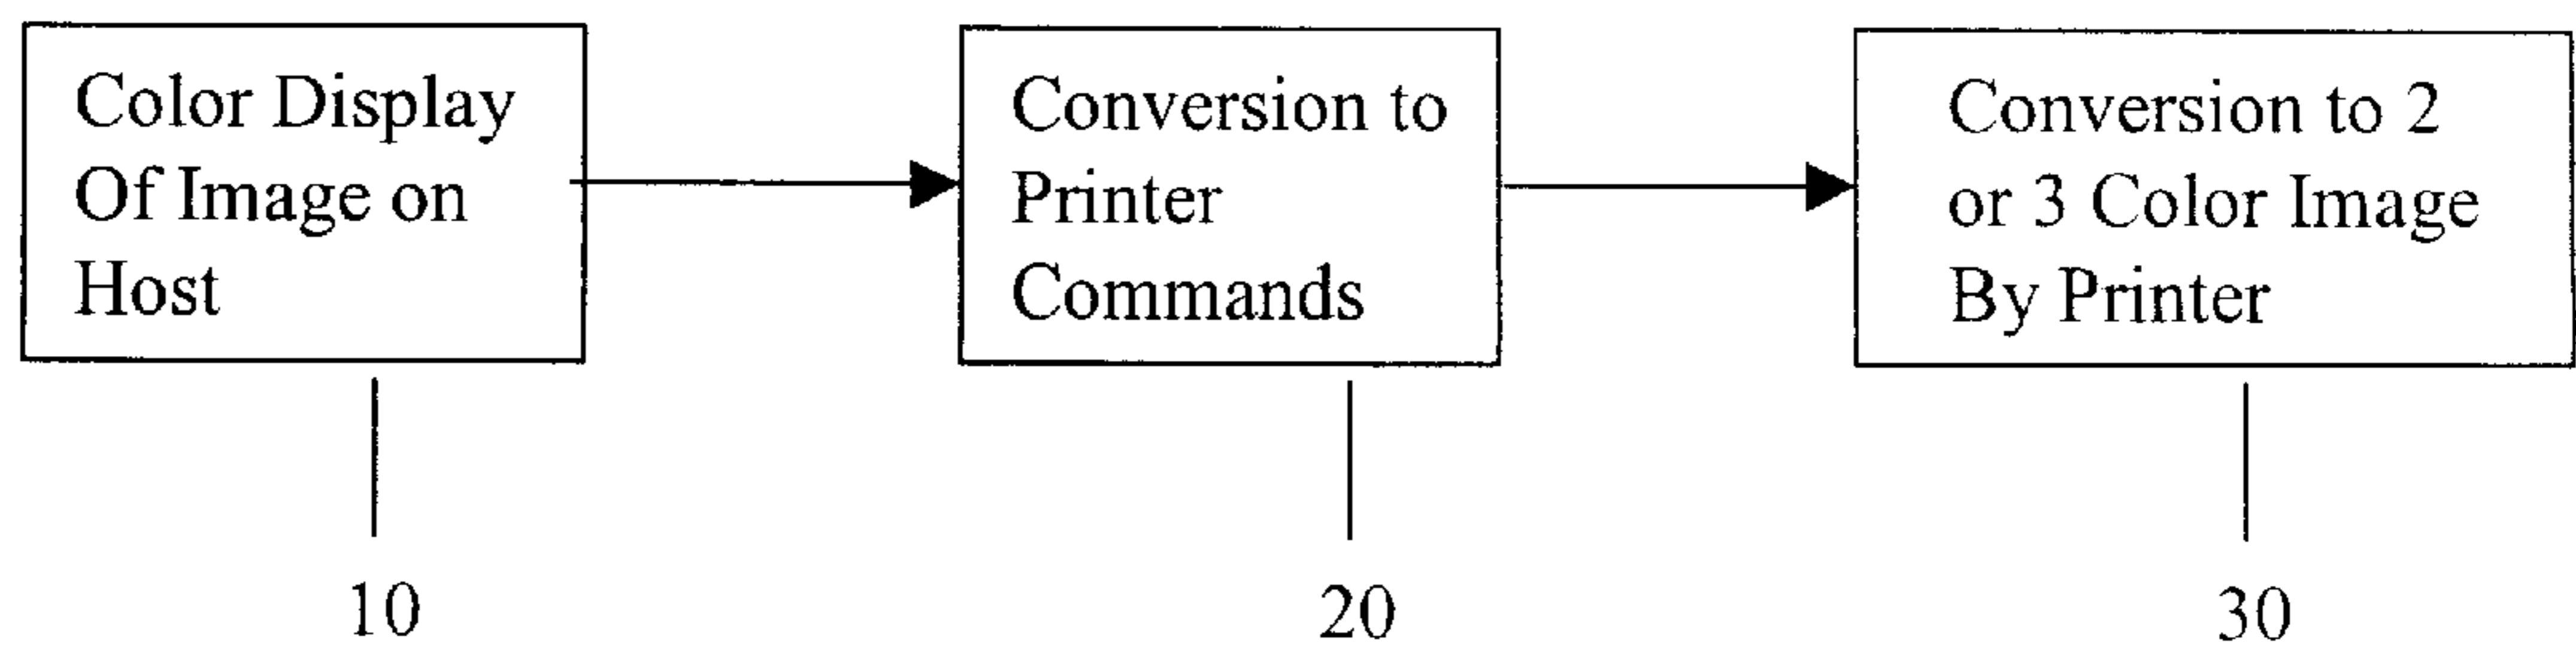 Color Display
Of Image on
Host
Conversion to
Printer
Commands
Conversion to 2
or 3 Color Image
By Printer
10
20
30